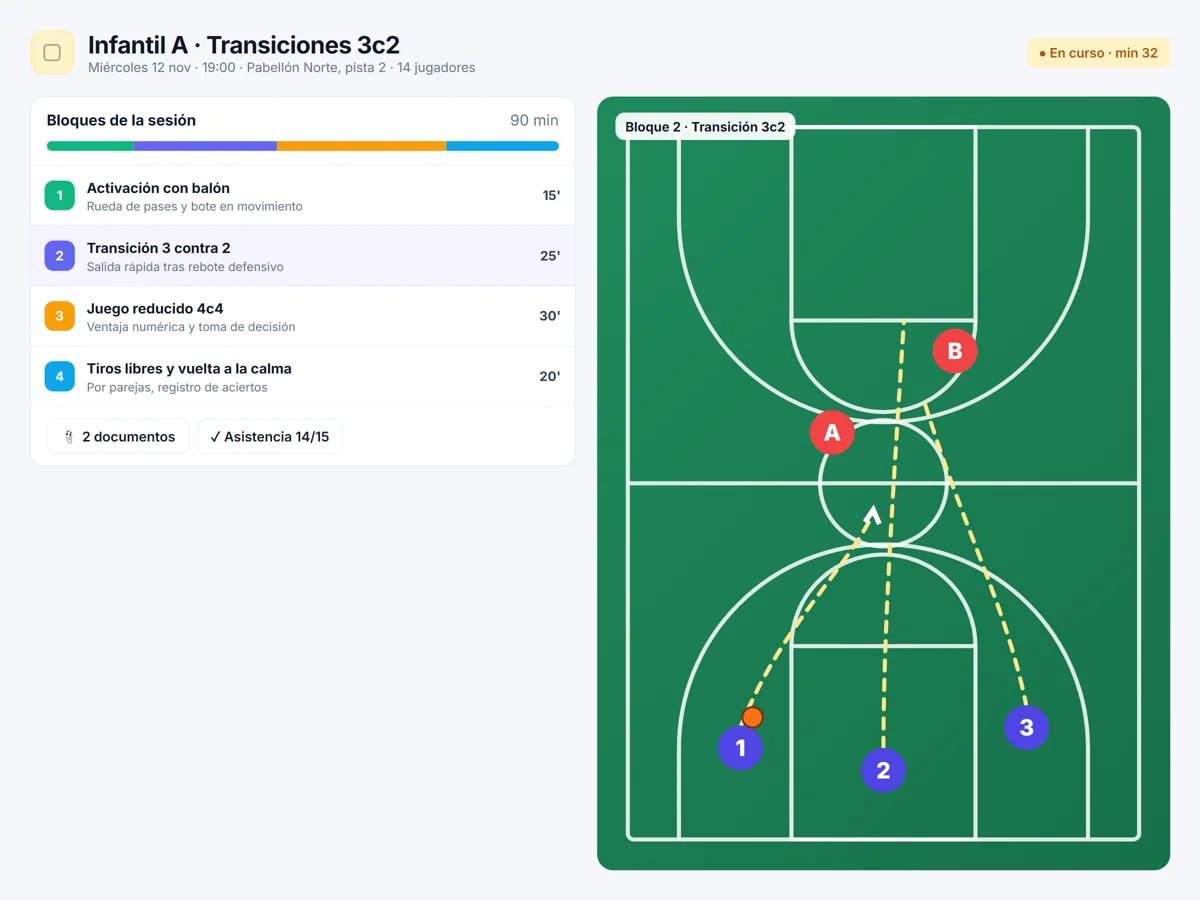 Infantil A · Transiciones 3c2
Miércoles 12 nov · 19:00 · Pabellón Norte, pista 2 · 14 jugadores
● En curso · min 32
Bloques de la sesión
90 min
1
Activación con balón
Rueda de pases y bote en movimiento
15'
2
Transición 3 contra 2
Salida rápida tras rebote defensivo
25'
3
Juego reducido 4c4
Ventaja numérica y toma de decisión
30'
4
Tiros libres y vuelta a la calma
Por parejas, registro de aciertos
20'
2 documentos
✓ Asistencia 14/15
Bloque 2 · Transición 3c2
B
A
3
1
2